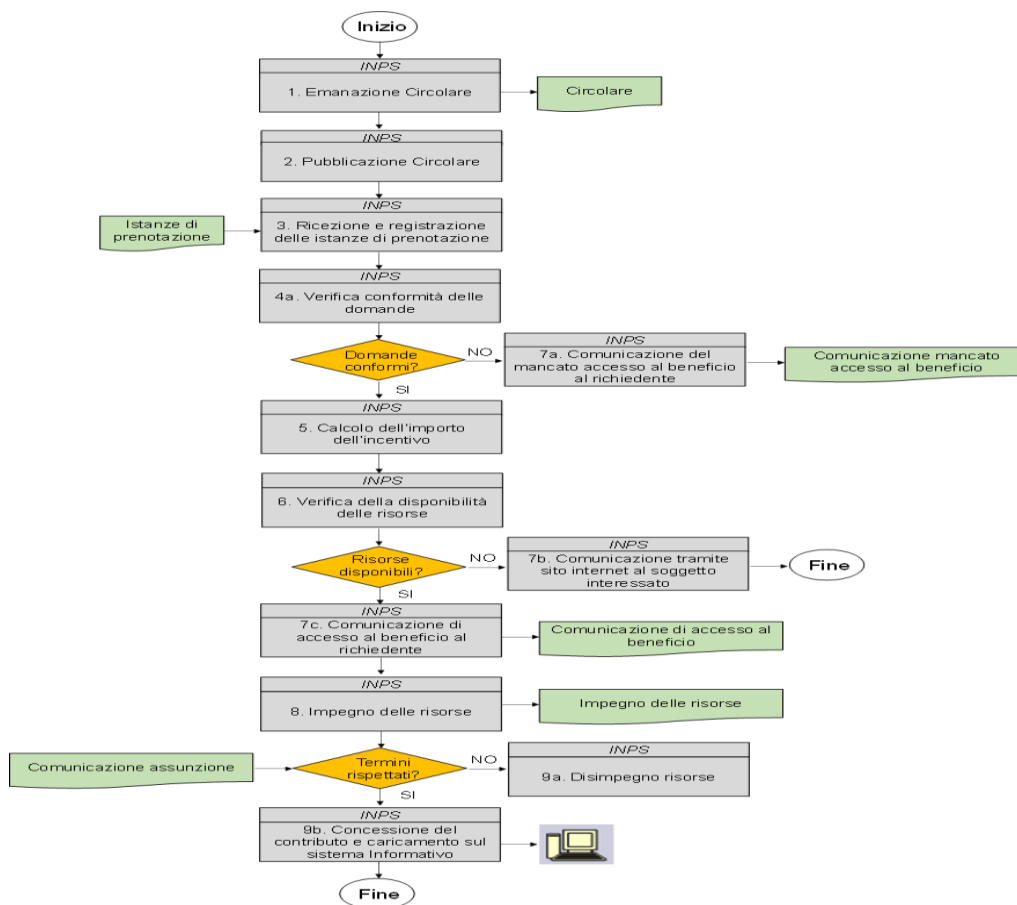 Inizio
INPS
1. Emanazione Circolare
Circolare
INPS
2. Pubblicazione Circolare
Istanze di
prenotazione
INPS
3. Ricezione e registrazione
delle istanze di prenotazione
INPS
4a. Verifica conformità delle
domande
Domande
conformi?
NO
SI
INPS
7a. Comunicazione del
mancato accesso al beneficio
al richiedente
Comunicazione mancato
accesso al beneficio
INPS
5. Calcolo dell'importo
dell'incentivo
INPS
6. Verifica della disponibilità
delle risorse
Risorse
disponibili?
NO
SI
INPS
7b. Comunicazione tramite
sito internet al soggetto
interessato
Fine
INPS
7c. Comunicazione di
accesso al beneficio al
richiedente
Comunicazione di accesso al
beneficio
INPS
8. Impegno delle risorse
Impegno delle risorse
Comunicazione assunzione
Termini
rispettati?
NO
SI
INPS
9a. Disimpegno risorse
INPS
9b. Concessione del
contributo e caricamento sul
sistema Informativo
Fine